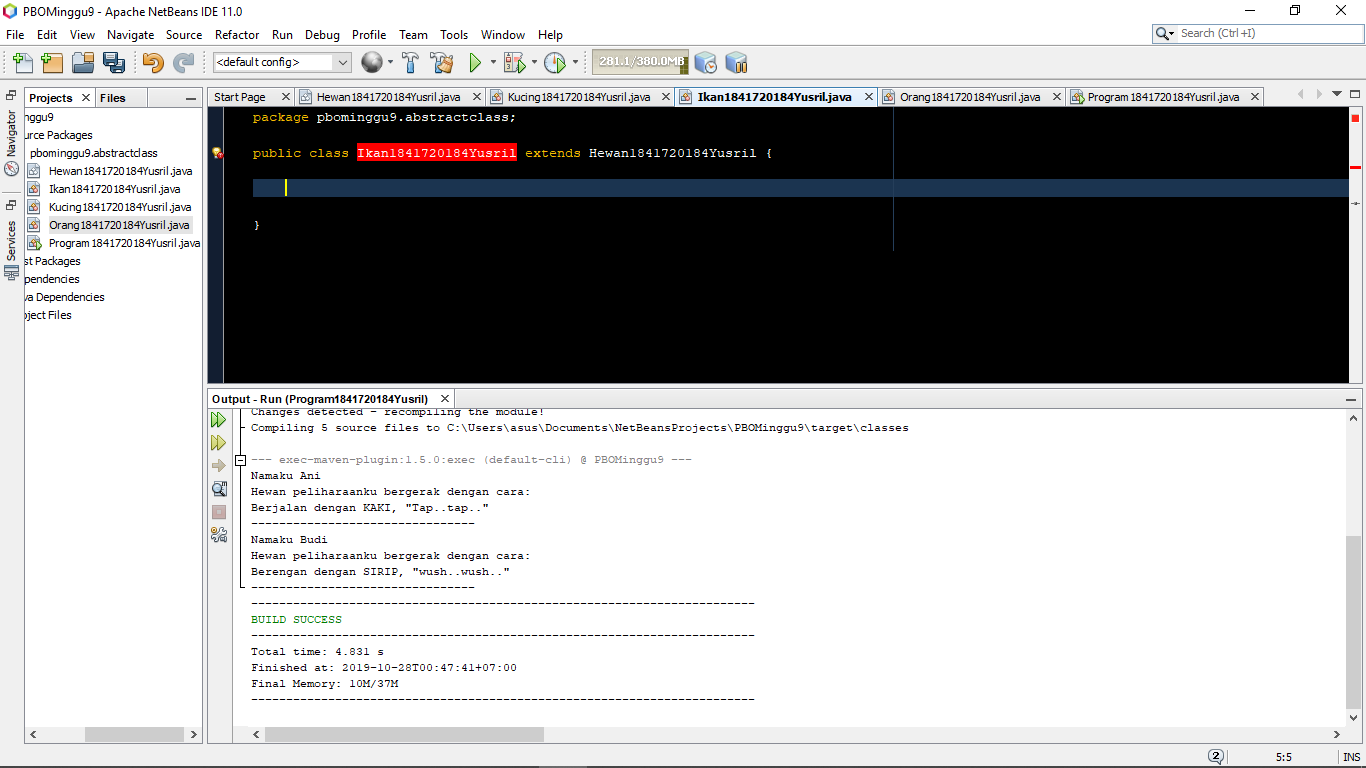 PBOMinggu9 - Apache NetBeans IDE 11.0
File Edit View Navigate Source Refactor Run Debug Profile Team Tools Window Help
Search (Ctrl+I)
<default config>
281.1/380.0MB
Projects Files
Start Page Hewan1841720184Yusril.java Kucing1841720184Yusril.java Ikan1841720184Yusril.java Orang1841720184Yusril.java Program1841720184Yusril.java
Navigator
Services
nggu9
urce Packages
pbominggu9.abstractclass
Hewan1841720184Yusril.java
Ikan1841720184Yusril.java
Kucing1841720184Yusril.java
Orang1841720184Yusril.java
Program1841720184Yusril.java
st Packages
pendencies
va Dependencies
oject Files
package pbominggu9.abstractclass;
public class Ikan1841720184Yusril extends Hewan1841720184Yusril {
}
Output - Run (Program1841720184Yusril)
Changes detected - recompiling the module!
Compiling 5 source files to C:\Users\asus\Documents\NetBeansProjects\PBOMinggu9\target\classes
--- exec-maven-plugin:1.5.0:exec (default-cli) @ PBOMinggu9 ---
Namaku Ani
Hewan peliharaanku bergerak dengan cara:
Berjalan dengan KAKI, "Tap..tap.."
--------------------------------
Namaku Budi
Hewan peliharaanku bergerak dengan cara:
Berengan dengan SIRIP, "wush..wush.."
--------------------------------
------------------------------------------------------------------------
BUILD SUCCESS
------------------------------------------------------------------------
Total time: 4.831 s
Finished at: 2019-10-28T00:47:41+07:00
Final Memory: 10M/37M
------------------------------------------------------------------------
2 5:5 INS